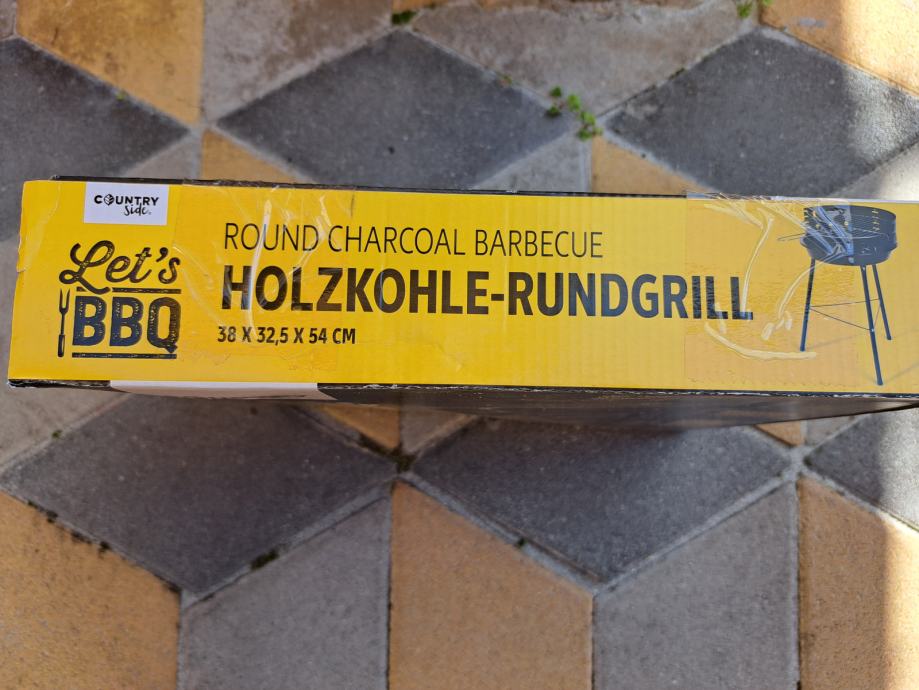 COUNTRY
Side
Let's
BBQ
ROUND CHARCOAL BARBECUE
HOLZKOHLE-RUNDGRILL
38 X 32,5 X 54 CM